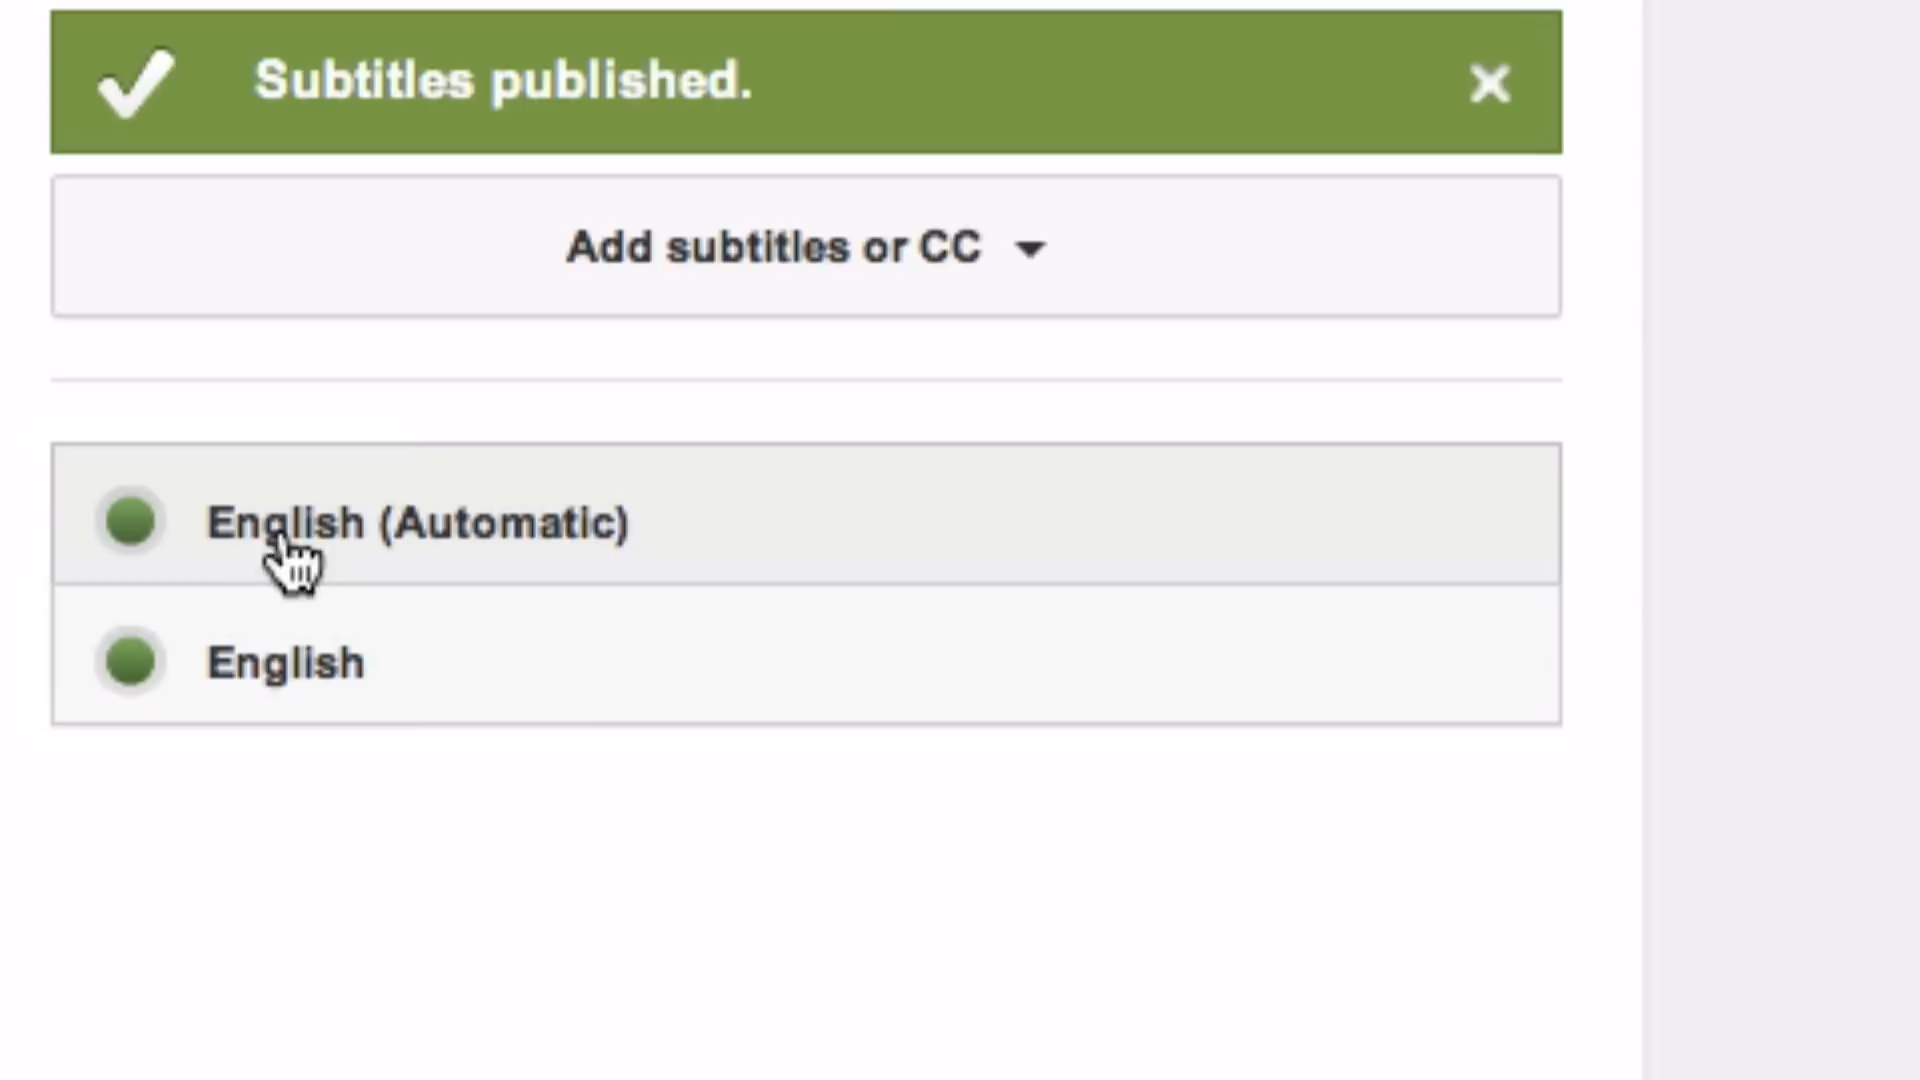 Subtitles published.
Add subtitles or CC
English (Automatic)
English